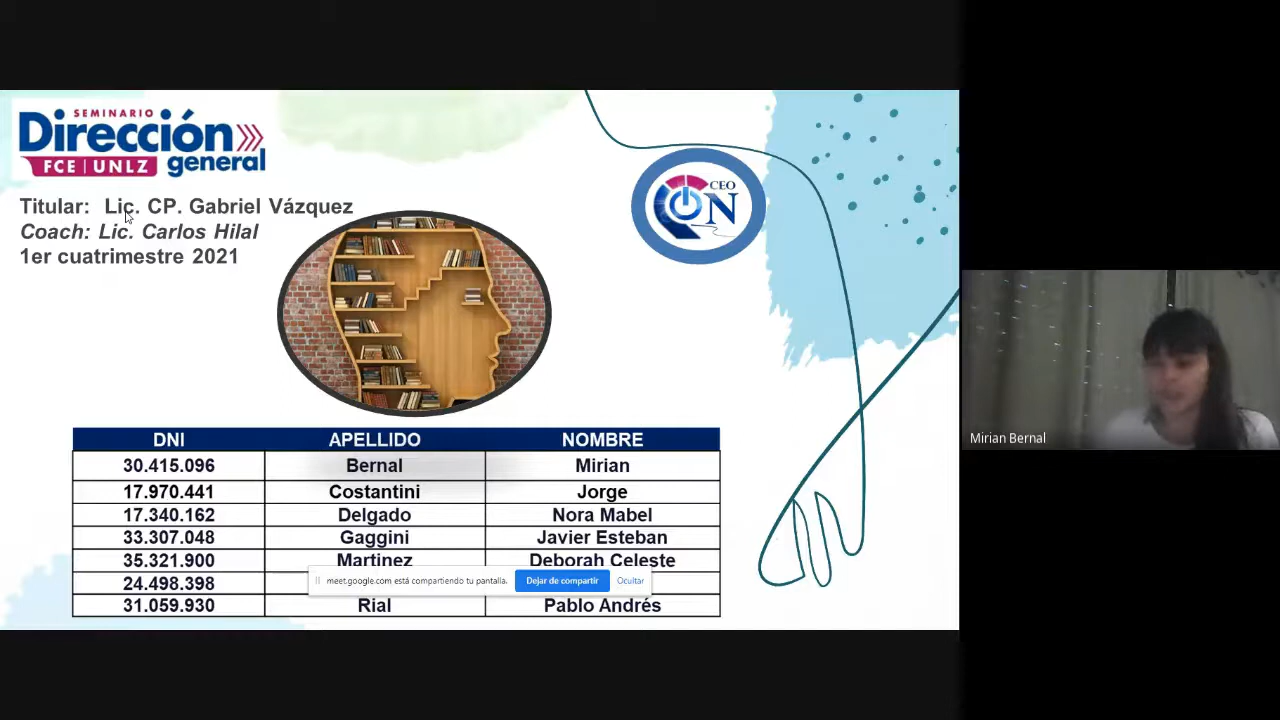 SEMINARIO
Dirección
general
FCE | UNLZ
CEO
ON
Titular: Lic. CP. Gabriel Vázquez
Coach: Lic. Carlos Hilal
1er cuatrimestre 2021
DNI APELLIDO NOMBRE
30.415.096 Bernal Mirian
17.970.441 Costantini Jorge
17.340.162 Delgado Nora Mabel
33.307.048 Gaggini Javier Esteban
35.321.900 Martinez Deborah Celeste
24.498.398
meet.google.com está compartiendo tu pantalla. Dejar de compartir Ocultar
31.059.930 Rial Pablo Andrés
Mirian Bernal